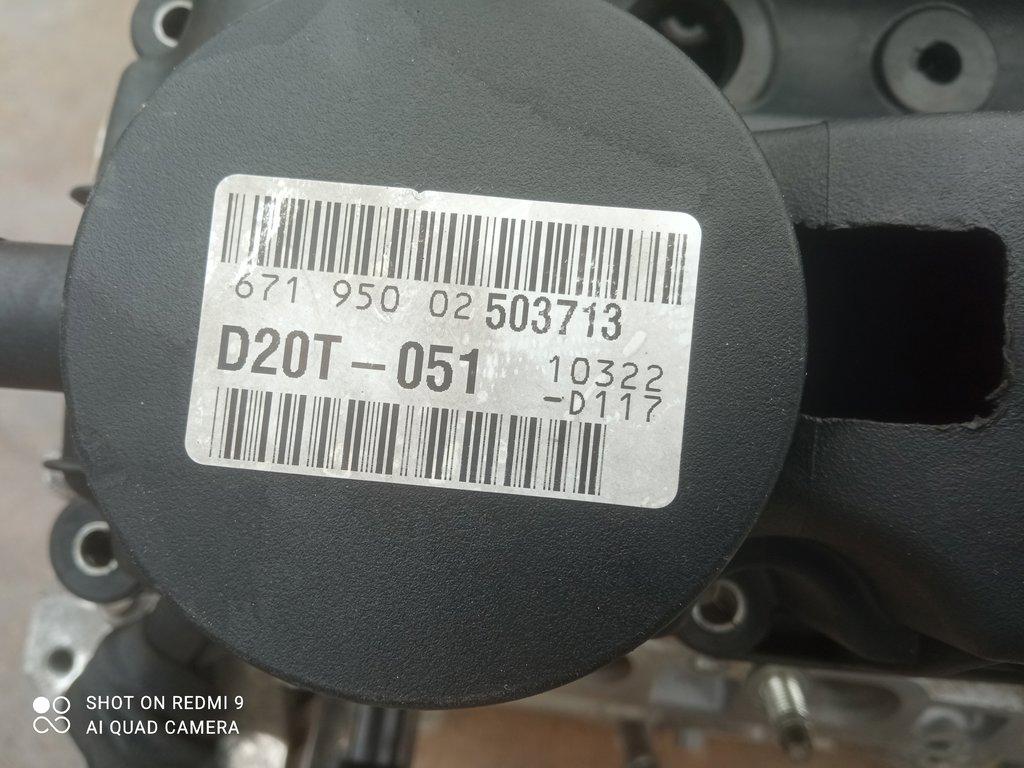 671 950 02 503713
D20T-051 10322
-D117
SHOT ON REDMI 9
AI QUAD CAMERA